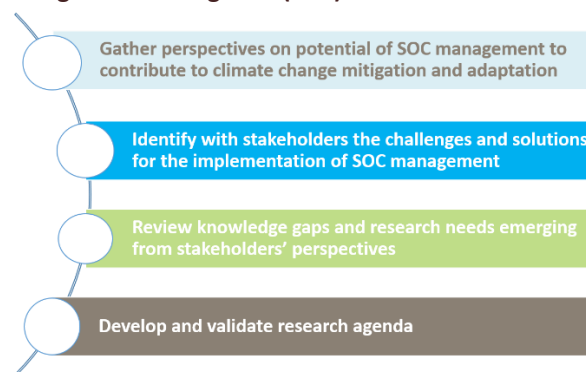 Gather perspectives on potential of SOC management to
contribute to climate change mitigation and adaptation
Identify with stakeholders the challenges and solutions
for the implementation of SOC management
Review knowledge gaps and research needs emerging
from stakeholders' perspectives
Develop and validate research agenda